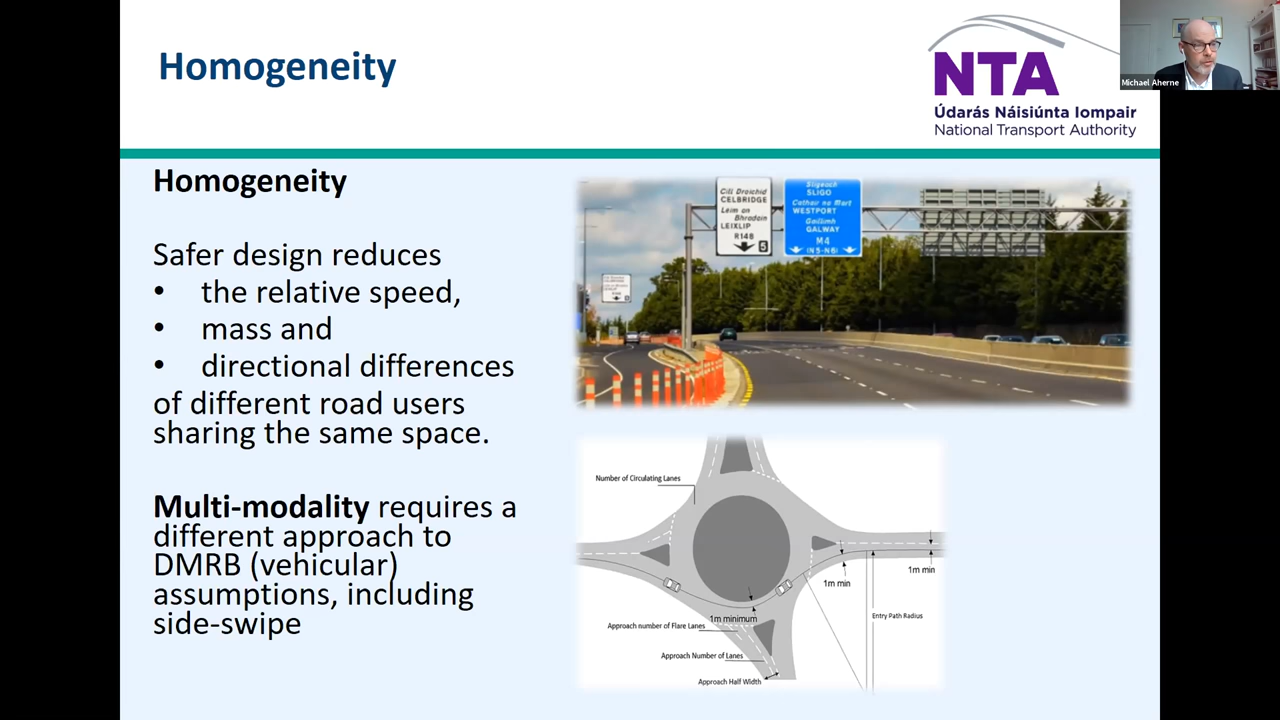 Homogeneity
NTA
Údarás Náisiúnta Iompair
National Transport Authority
Michael Aherne
Homogeneity
Safer design reduces
• the relative speed,
• mass and
• directional differences
of different road users
sharing the same space.
Multi-modality requires a
different approach to
DMRB (vehicular)
assumptions, including
side-swipe
Cill Droichid
CELBRIDGE
Léim an
Bhradáin
LEIXLIP
R148
5
Sligeach
SLIGO
Cathair na Mart
WESTPORT
Gaillimh
GALWAY
M4
(N5-N6)
Number of Circulating Lanes
1m min
1m min
1m minimum
Entry Path Radius
Approach number of Flare Lanes
Approach Number of Lanes
Approach Half Width